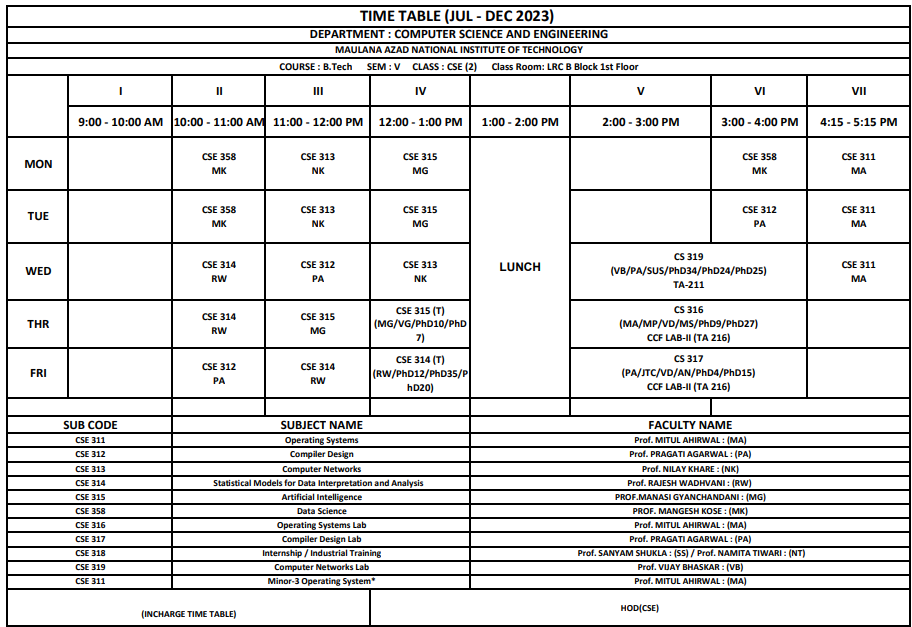 TIME TABLE (JUL - DEC 2023)
DEPARTMENT : COMPUTER SCIENCE AND ENGINEERING
MAULANA AZAD NATIONAL INSTITUTE OF TECHNOLOGY
COURSE : B.Tech SEM : V CLASS : CSE (2) Class Room: LRC B Block 1st Floor
I II III IV V VI VII
9:00 - 10:00 AM 10:00 - 11:00 AM 11:00 - 12:00 PM 12:00 - 1:00 PM 1:00 - 2:00 PM 2:00 - 3:00 PM 3:00 - 4:00 PM 4:15 - 5:15 PM
MON
CSE 358 CSE 313 CSE 315 CSE 358 CSE 311
MK NK MG MK MA
TUE
CSE 358 CSE 313 CSE 315 CSE 312 CSE 311
MK NK MG PA MA
LUNCH
WED
CSE 314 CSE 312 CSE 313 CS 319 CSE 311
RW PA NK (VB/PA/SUS/PhD34/PhD24/PhD25) MA
TA-211
THR
CSE 314 CSE 315 CSE 315 (T) CS 316
RW MG (MG/VG/PhD10/PhD (MA/MP/VD/MS/PhD9/PhD27)
7) CCF LAB-II (TA 216)
FRI
CSE 312 CSE 314 CSE 314 (T) CS 317
PA RW (RW/PhD12/PhD35/P (PA/JTC/VD/AN/PhD4/PhD15)
hD20) CCF LAB-II (TA 216)
SUB CODE SUBJECT NAME FACULTY NAME
CSE 311 Operating Systems Prof. MITUL AHIRWAL : (MA)
CSE 312 Compiler Design Prof. PRAGATI AGARWAL : (PA)
CSE 313 Computer Networks Prof. NILAY KHARE : (NK)
CSE 314 Statistical Models for Data Interpretation and Analysis Prof. RAJESH WADHVANI : (RW)
CSE 315 Artificial Intelligence PROF.MANASI GYANCHANDANI : (MG)
CSE 358 Data Science PROF. MANGESH KOSE : (MK)
CSE 316 Operating Systems Lab Prof. MITUL AHIRWAL : (MA)
CSE 317 Compiler Design Lab Prof. PRAGATI AGARWAL : (PA)
CSE 318 Internship / Industrial Training Prof. SANYAM SHUKLA : (SS) / Prof. NAMITA TIWARI : (NT)
CSE 319 Computer Networks Lab Prof. VIJAY BHASKAR : (VB)
CSE 311 Minor-3 Operating System* Prof. MITUL AHIRWAL : (MA)
(INCHARGE TIME TABLE) HOD(CSE)